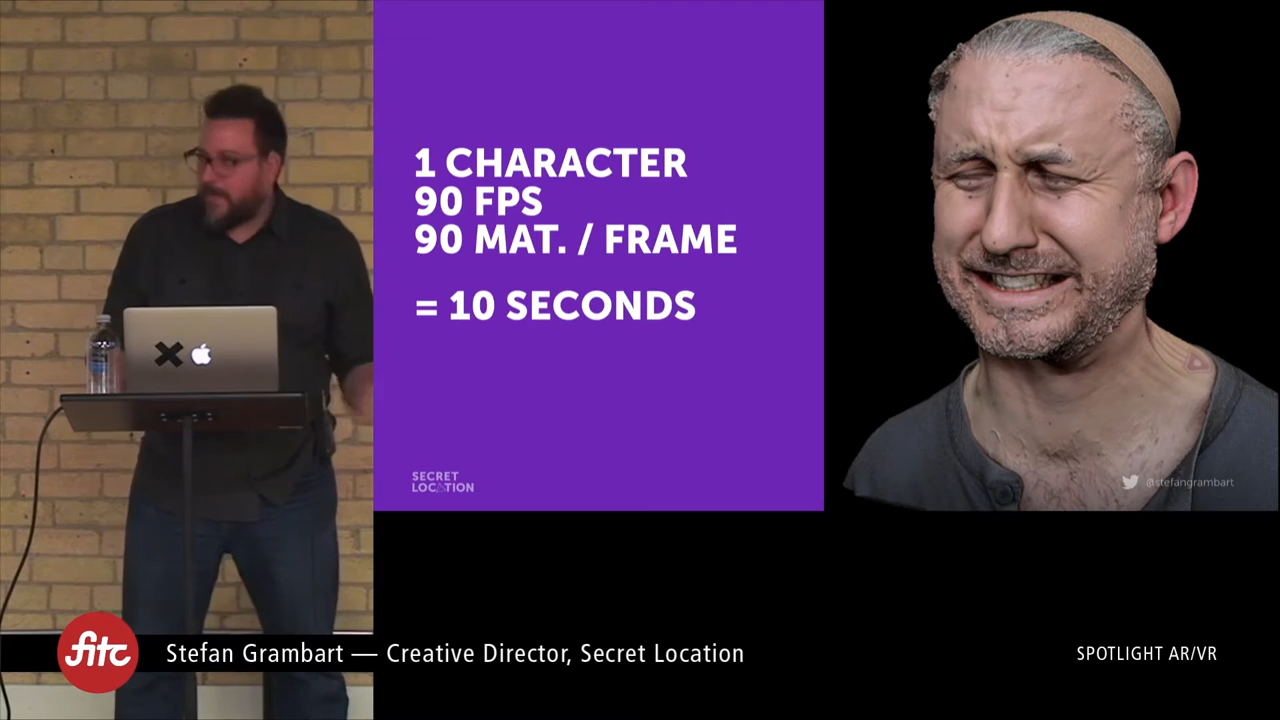 1 CHARACTER
90 FPS
90 MAT. / FRAME
= 10 SECONDS
SECRET
LOCATION
@stefangrambart
fitc
Stefan Grambart — Creative Director, Secret Location
SPOTLIGHT AR/VR